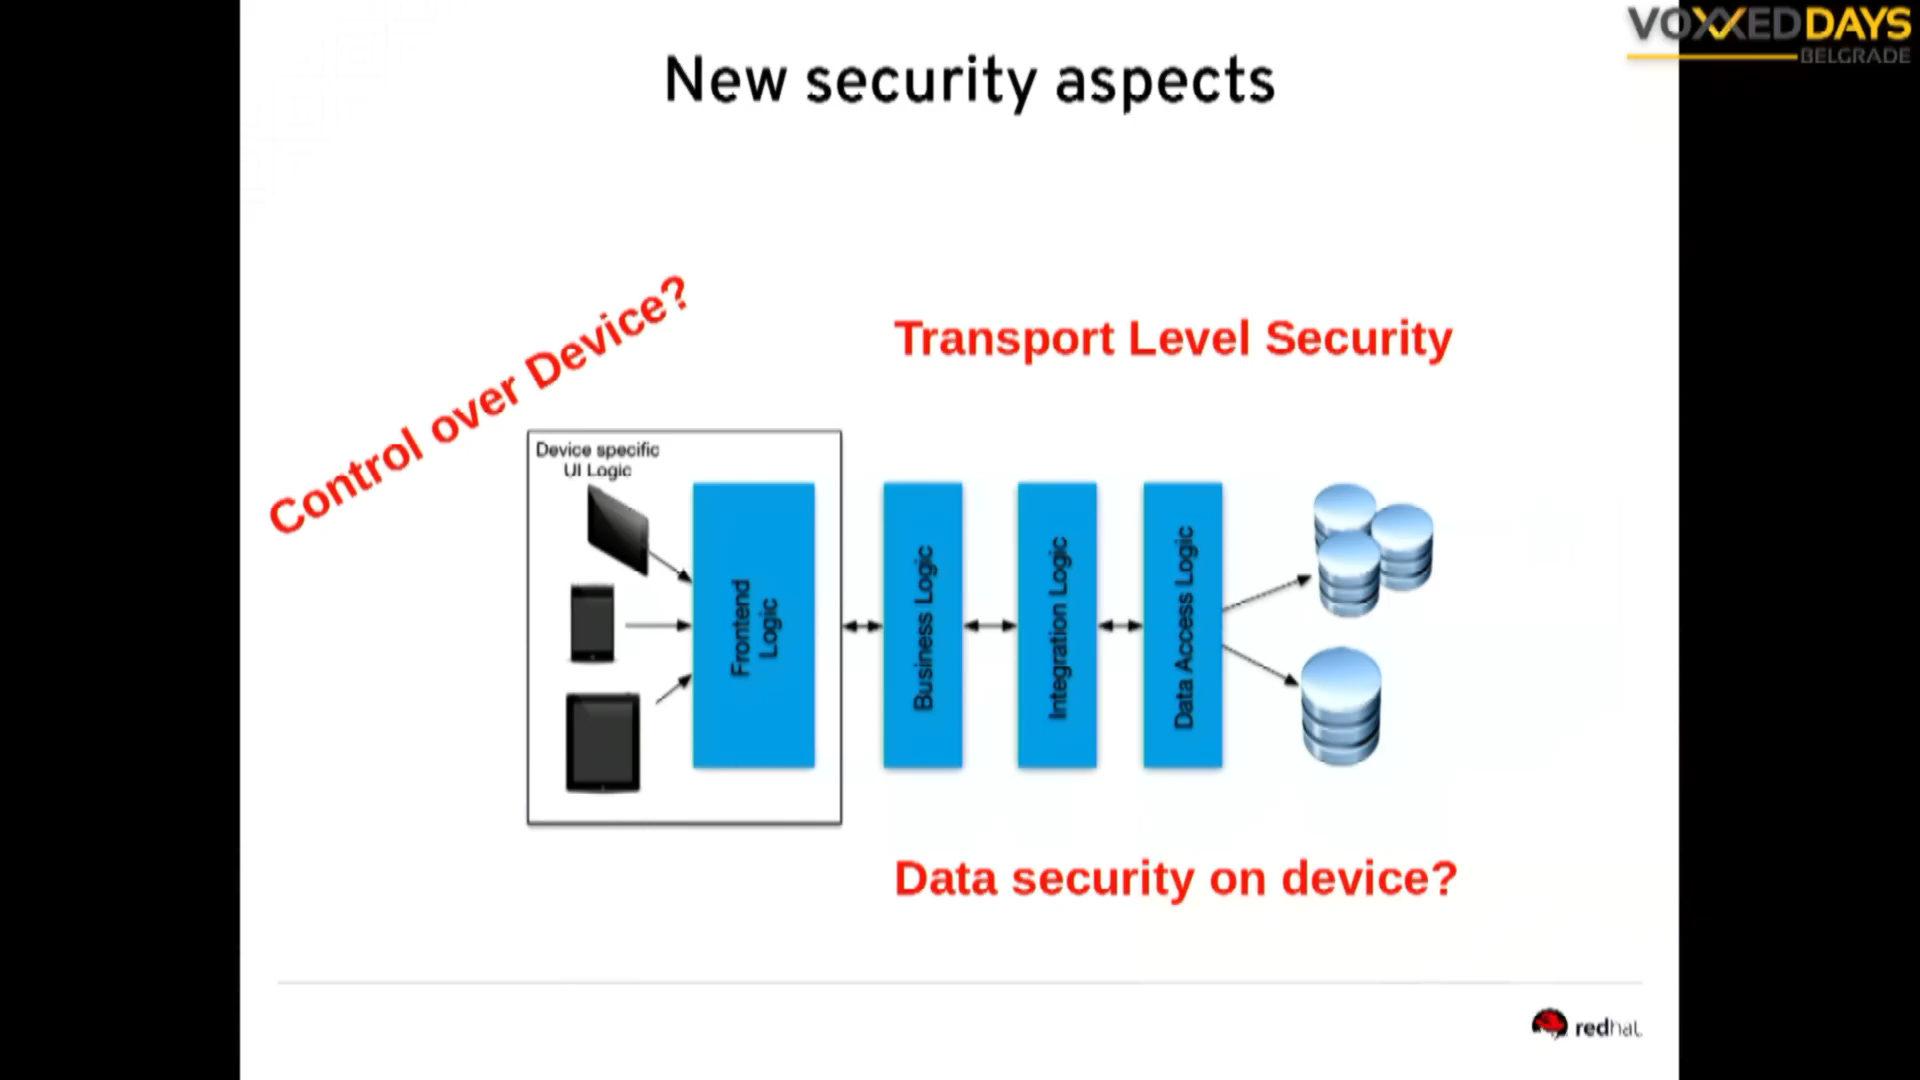 VOXXED DAYS
BELGRADE
New security aspects
Control over Device?
Transport Level Security
Device specific
UI Logic
Frontend
Logic
Business Logic
Integration Logic
Data Access Logic
Data security on device?
redhat